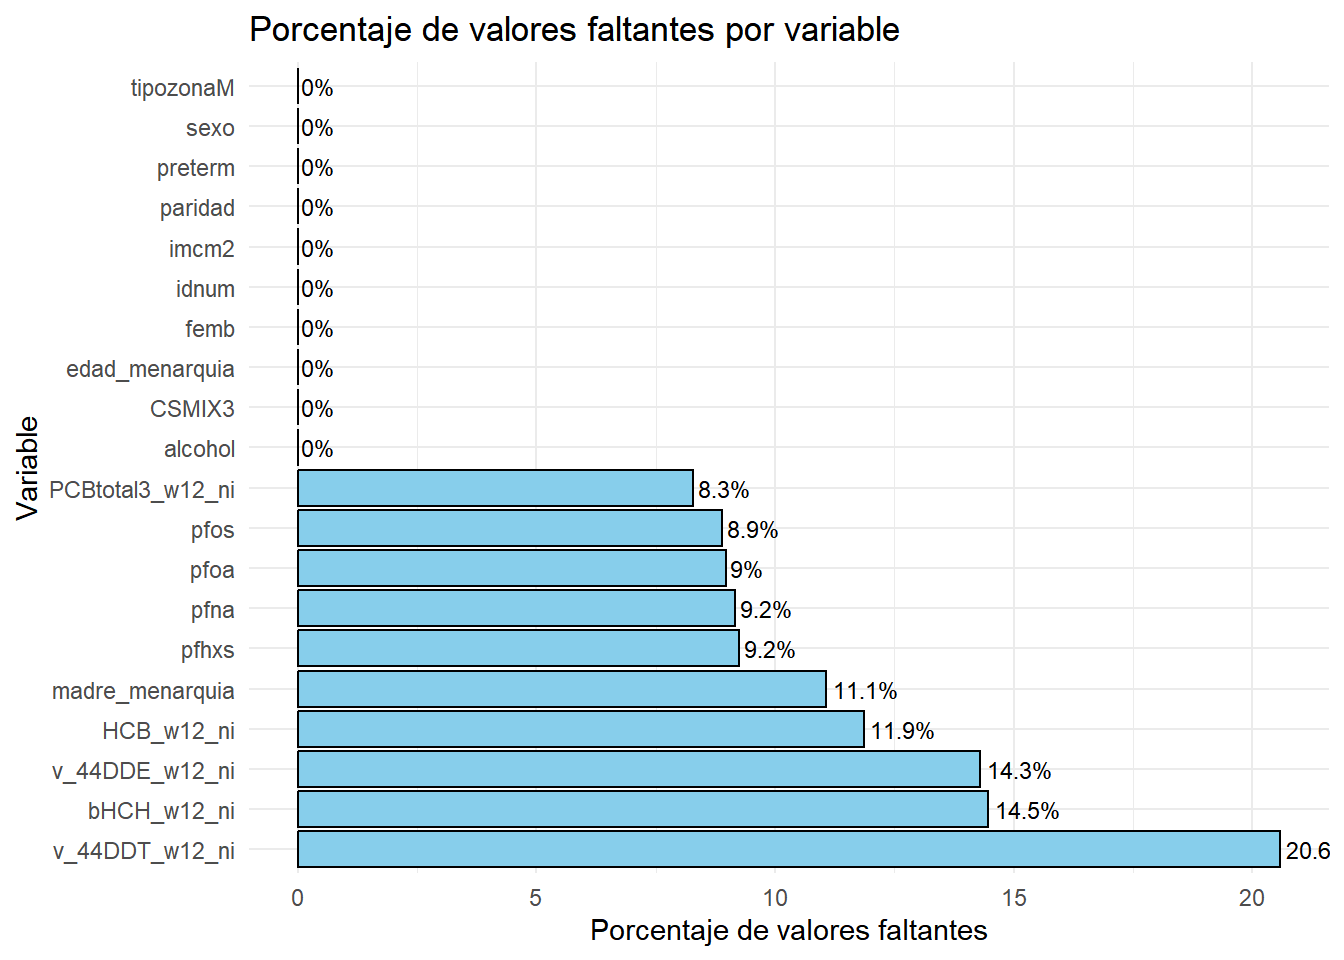 Porcentaje de valores faltantes por variable
Variable
tipozonaM 0%
sexo 0%
preterm 0%
paridad 0%
imcm2 0%
idnum 0%
femb 0%
edad_menarquia 0%
CSMIX3 0%
alcohol 0%
PCBtotal3_w12_ni 8.3%
pfos 8.9%
pfoa 9%
pfna 9.2%
pfhxs 9.2%
madre_menarquia 11.1%
HCB_w12_ni 11.9%
v_44DDE_w12_ni 14.3%
bHCH_w12_ni 14.5%
v_44DDT_w12_ni 20.6
0 5 10 15 20
Porcentaje de valores faltantes